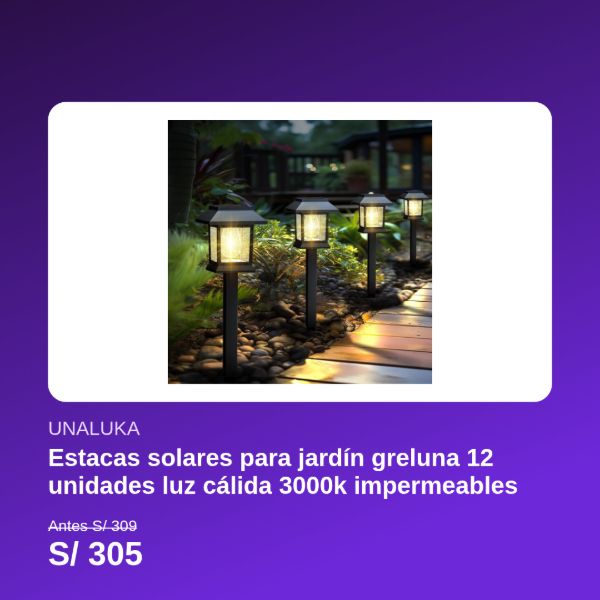 UNALUKA
Estacas solares para jardín greluna 12
unidades luz cálida 3000k impermeables
Antes S/ 309
S/ 305